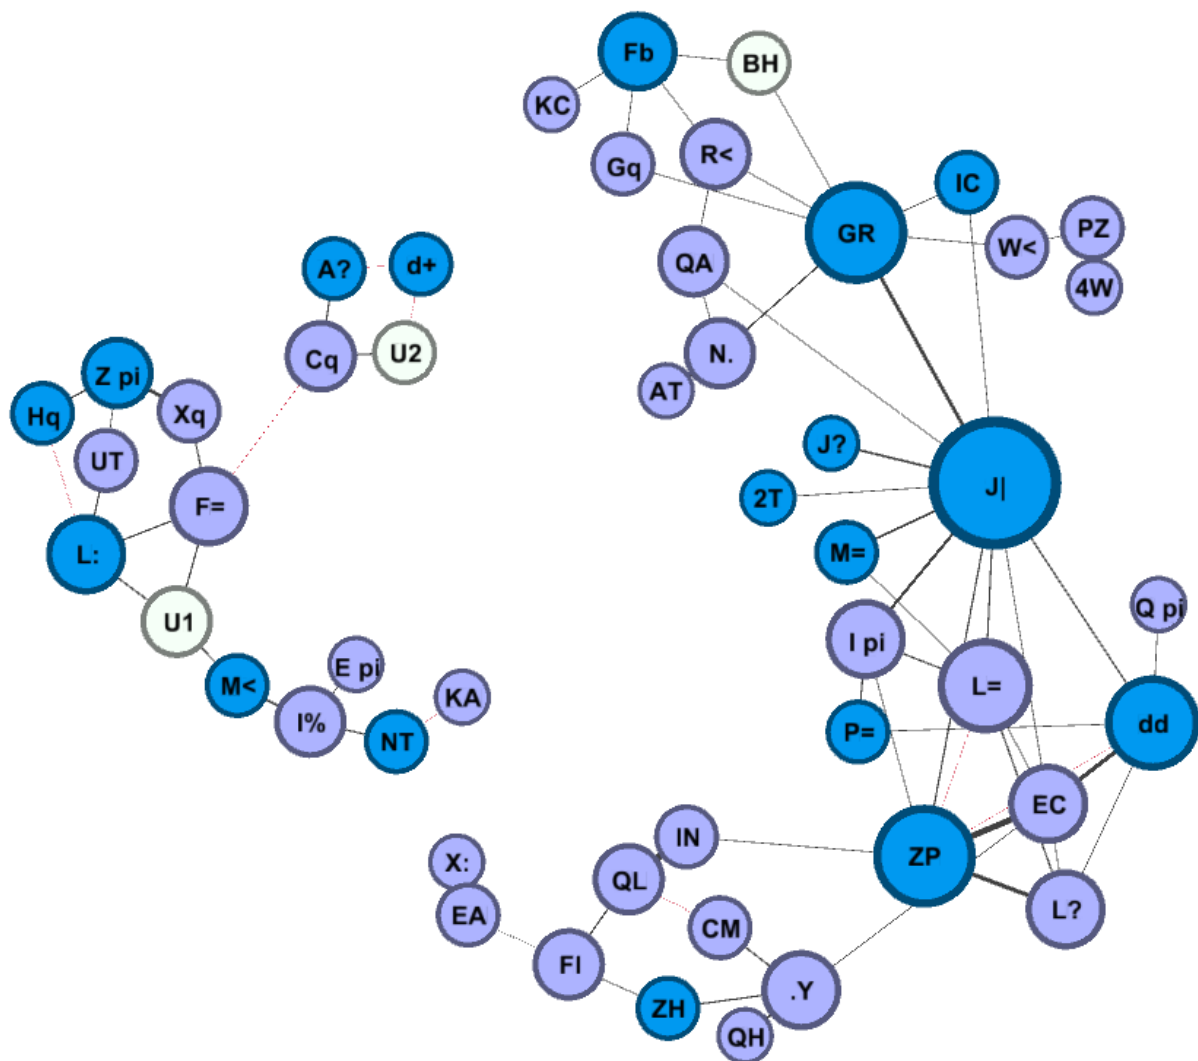 Fb
BH
KC
R<
Gq
IC
GR
PZ
W<
QA
A?
d+
4W
N.
U2
Cq
Z pi
AT
Xq
Hq
J?
UT
J|
2T
F=
M=
L:
Q pi
U1
I pi
E pi
L=
M<
KA
I%
dd
P=
NT
EC
IN
ZP
X:
QL
L?
EA
CM
FI
.Y
ZH
QH